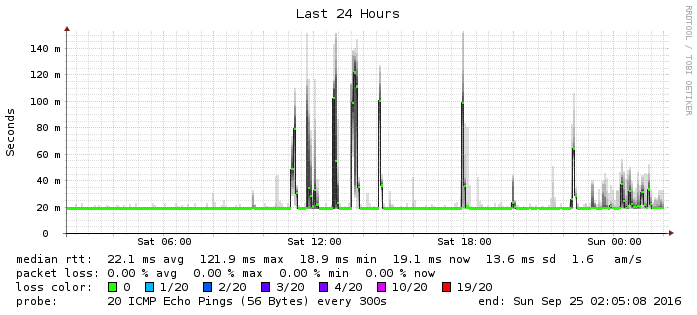 Last 24 Hours
RRDTOOL / TOBI OETIKER
Seconds
140 m
120 m
100 m
80 m
60 m
40 m
20 m
0
Sat 06:00 Sat 12:00 Sat 18:00 Sun 00:00
median rtt: 22.1 ms avg 121.9 ms max 18.9 ms min 19.1 ms now 13.6 ms sd 1.6 am/s
packet loss: 0.00 % avg 0.00 % max 0.00 % min 0.00 % now
loss color: 0 1/20 2/20 3/20 4/20 10/20 19/20
probe: 20 ICMP Echo Pings (56 Bytes) every 300s end: Sun Sep 25 02:05:08 2016